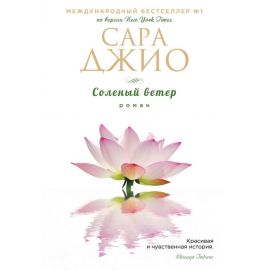 МЕЖДУНАРОДНЫЙ БЕСТСЕЛЛЕР №1
по версии New York Times
САРА
ДЖИО
Соленый ветер
роман
Красивая
и чувственная история.